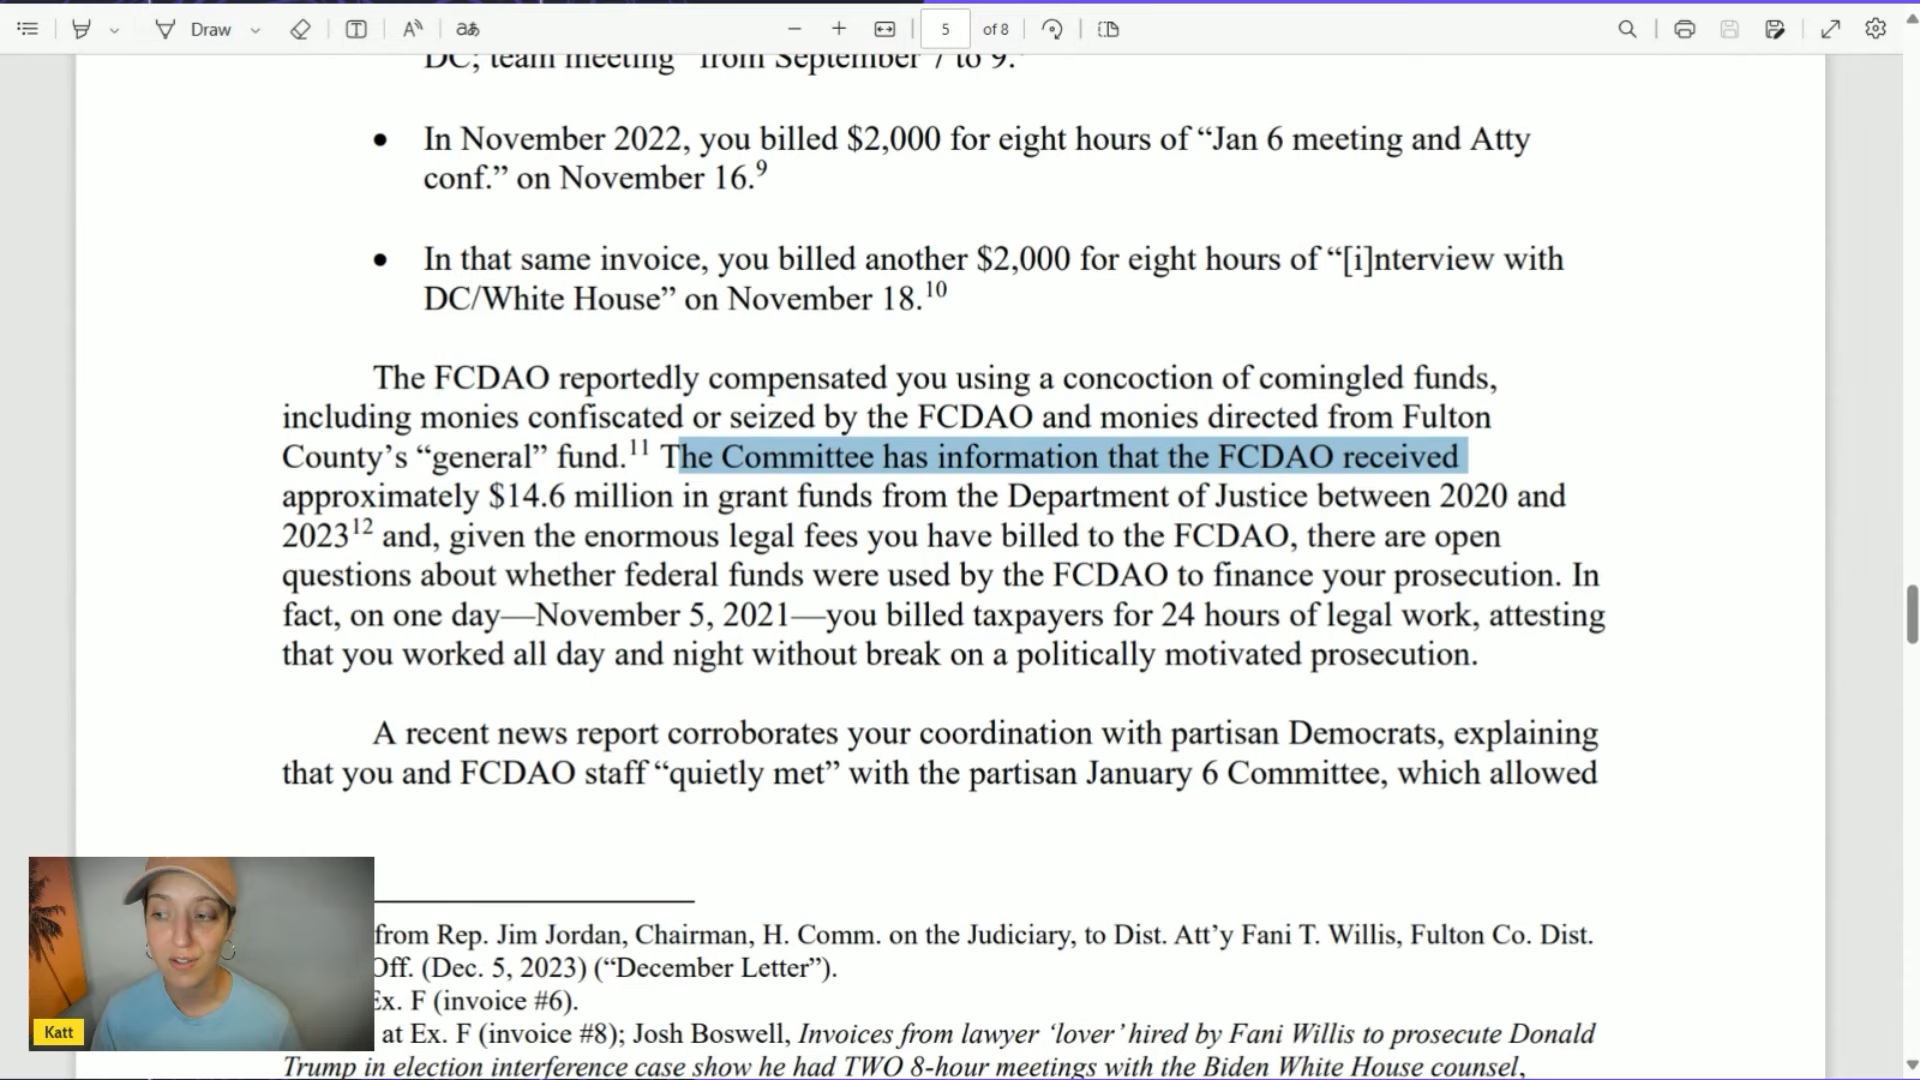 Draw
5 of 8
DC; team meeting” from September 7 to 9.
• In November 2022, you billed $2,000 for eight hours of “Jan 6 meeting and Atty
conf.” on November 16.9
• In that same invoice, you billed another $2,000 for eight hours of “[i]nterview with
DC/White House” on November 18.10
The FCDAO reportedly compensated you using a concoction of comingled funds,
including monies confiscated or seized by the FCDAO and monies directed from Fulton
County’s “general” fund.11 The Committee has information that the FCDAO received
approximately $14.6 million in grant funds from the Department of Justice between 2020 and
202312 and, given the enormous legal fees you have billed to the FCDAO, there are open
questions about whether federal funds were used by the FCDAO to finance your prosecution. In
fact, on one day—November 5, 2021—you billed taxpayers for 24 hours of legal work, attesting
that you worked all day and night without break on a politically motivated prosecution.
A recent news report corroborates your coordination with partisan Democrats, explaining
that you and FCDAO staff “quietly met” with the partisan January 6 Committee, which allowed
from Rep. Jim Jordan, Chairman, H. Comm. on the Judiciary, to Dist. Att’y Fani T. Willis, Fulton Co. Dist.
Off. (Dec. 5, 2023) (“December Letter”).
Ex. F (invoice #6).
at Ex. F (invoice #8); Josh Boswell, Invoices from lawyer ‘lover’ hired by Fani Willis to prosecute Donald
Trump in election interference case show he had TWO 8-hour meetings with the Biden White House counsel,
Katt